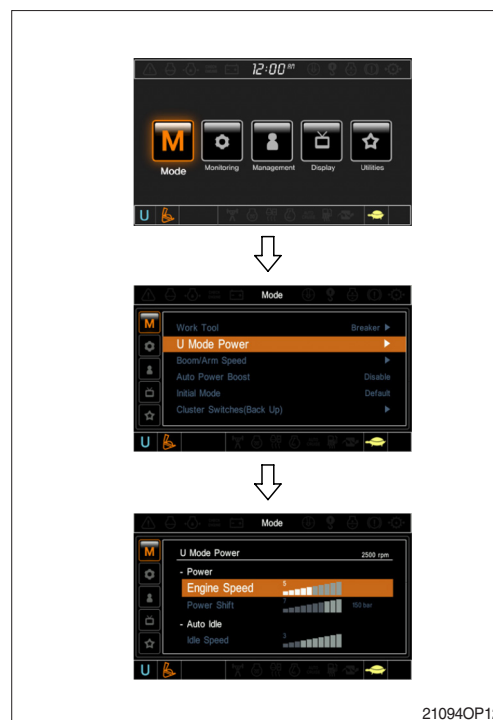 12:00 AM
M
Mode Monitoring Management Display Utilities
U
Mode
M
Work Tool Breaker ▶
U Mode Power ▶
Boom/Arm Speed ▶
Auto Power Boost Disable
Initial Mode Default
Cluster Switches(Back Up) ▶
U
Mode
M
U Mode Power 2500 rpm
- Power
Engine Speed 5
Power Shift 7 150 bar
- Auto Idle
Idle Speed 3
U